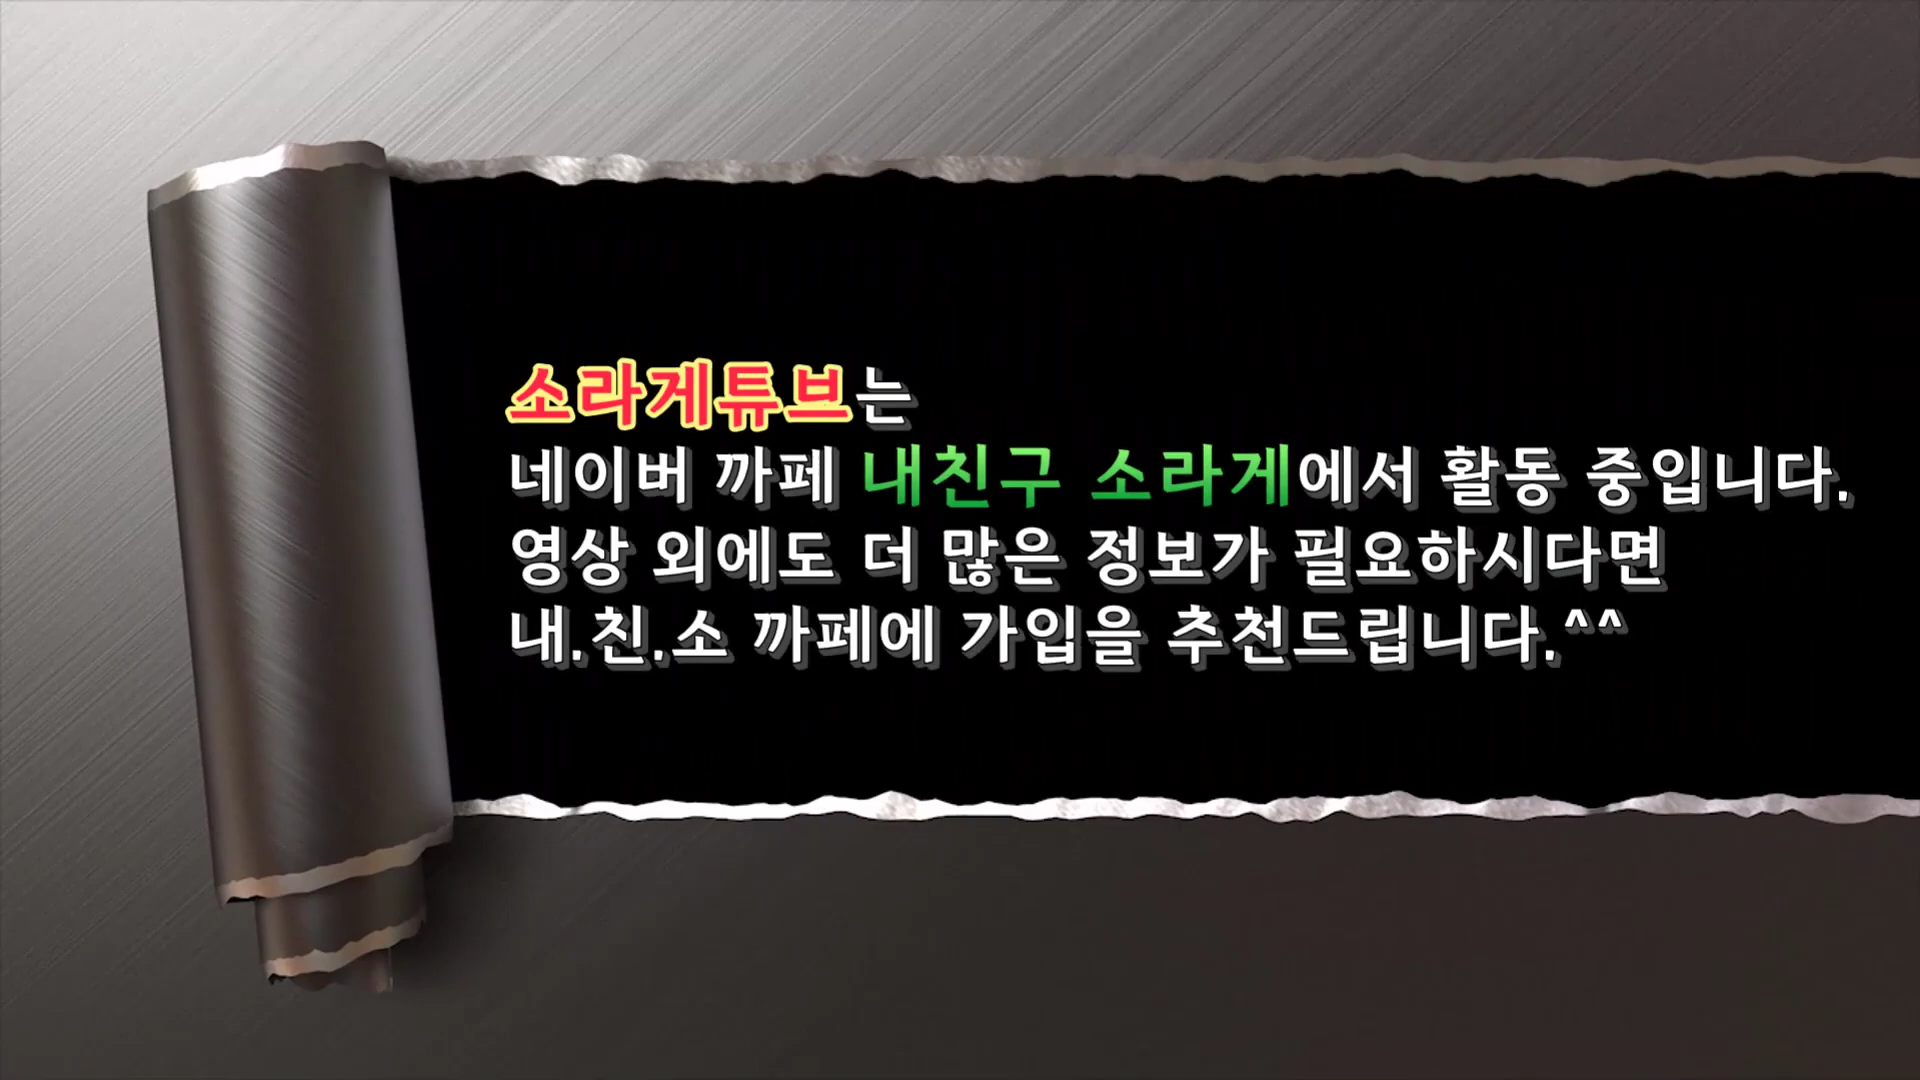 소라게튜브는
네이버 까페 내친구 소라게에서 활동 중입니다.
영상 외에도 더 많은 정보가 필요하시다면
내.친.소 까페에 가입을 추천드립니다.^^